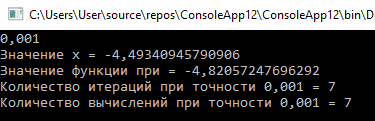 C:\Users\User\source\repos\ConsoleApp12\ConsoleApp12\bin\D
0,001
Значение x = -4,49340945790906
Значение функции при = -4,82057247696292
Количество итераций при точности 0,001 = 7
Количество вычислений при точности 0,001 = 7